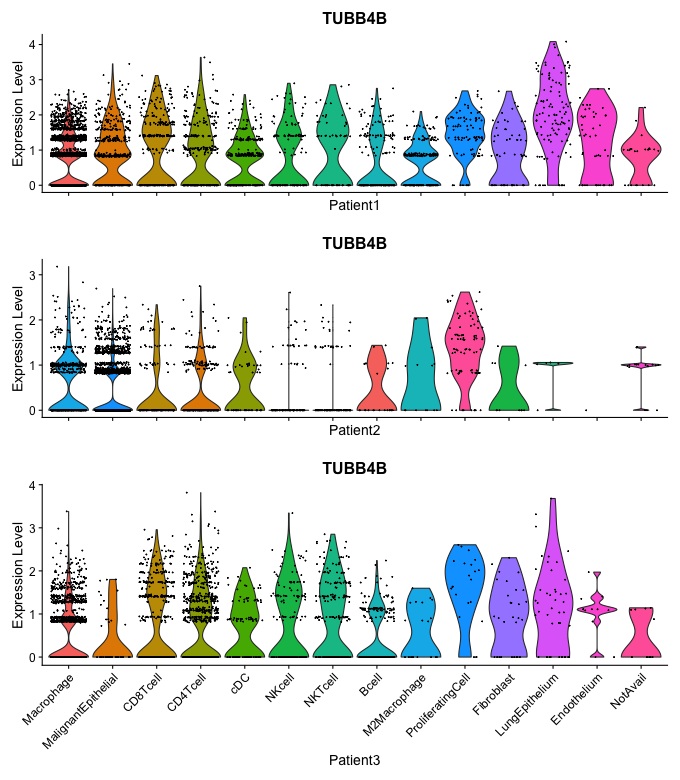 TUBB4B
Expression Level
4
3
2
1
0
Patient1
TUBB4B
Expression Level
3
2
1
0
Patient2
TUBB4B
Expression Level
4
3
2
1
0
Macrophage
MalignantEpithelial
CD8Tcell
CD4Tcell
cDC
NKcell
NKTcell
Bcell
M2Macrophage
ProliferatingCell
Fibroblast
LungEpithelium
Endothelium
NotAvail
Patient3